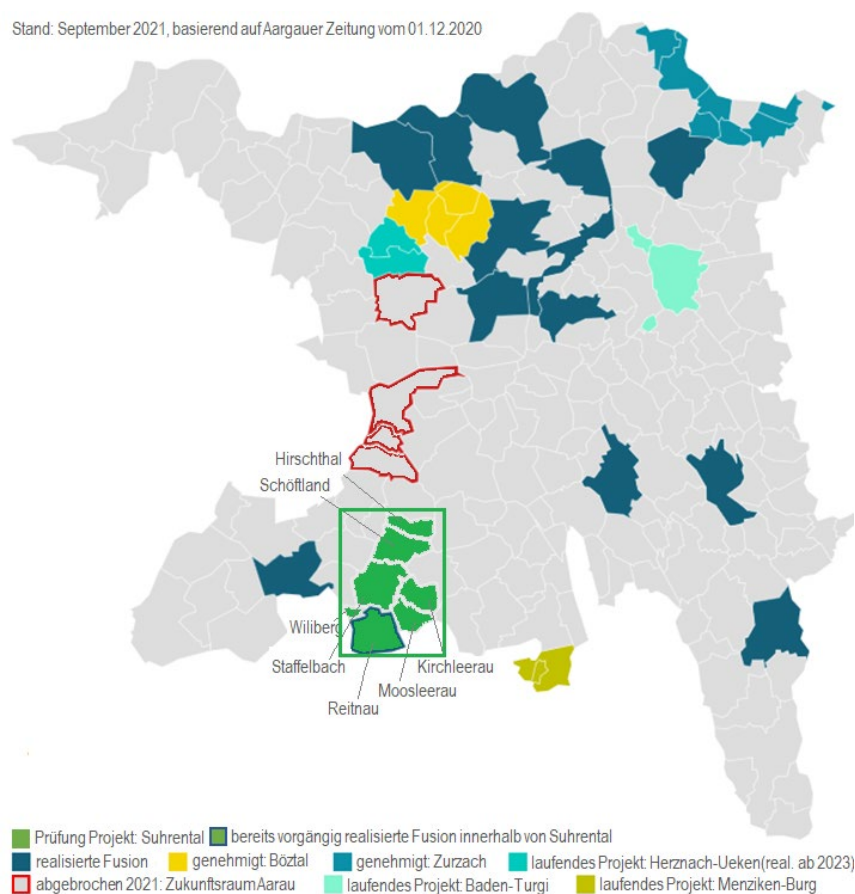 Stand: September 2021, basierend auf Aargauer Zeitung vom 01.12.2020
Hirschthal
Schöftland
Wiliberg
Staffelbach
Kirchleerau
Moosleerau
Reitnau
Prüfung Projekt: Suhrental bereits vorgängig realisierte Fusion innerhalb von Suhrental
realisierte Fusion genehmigt: Böztal genehmigt: Zurzach laufendes Projekt: Herznach-Ueken(real. ab 2023)
abgebrochen 2021: Zukunftsraum Aarau laufendes Projekt: Baden-Turgi laufendes Projekt: Menziken-Burg